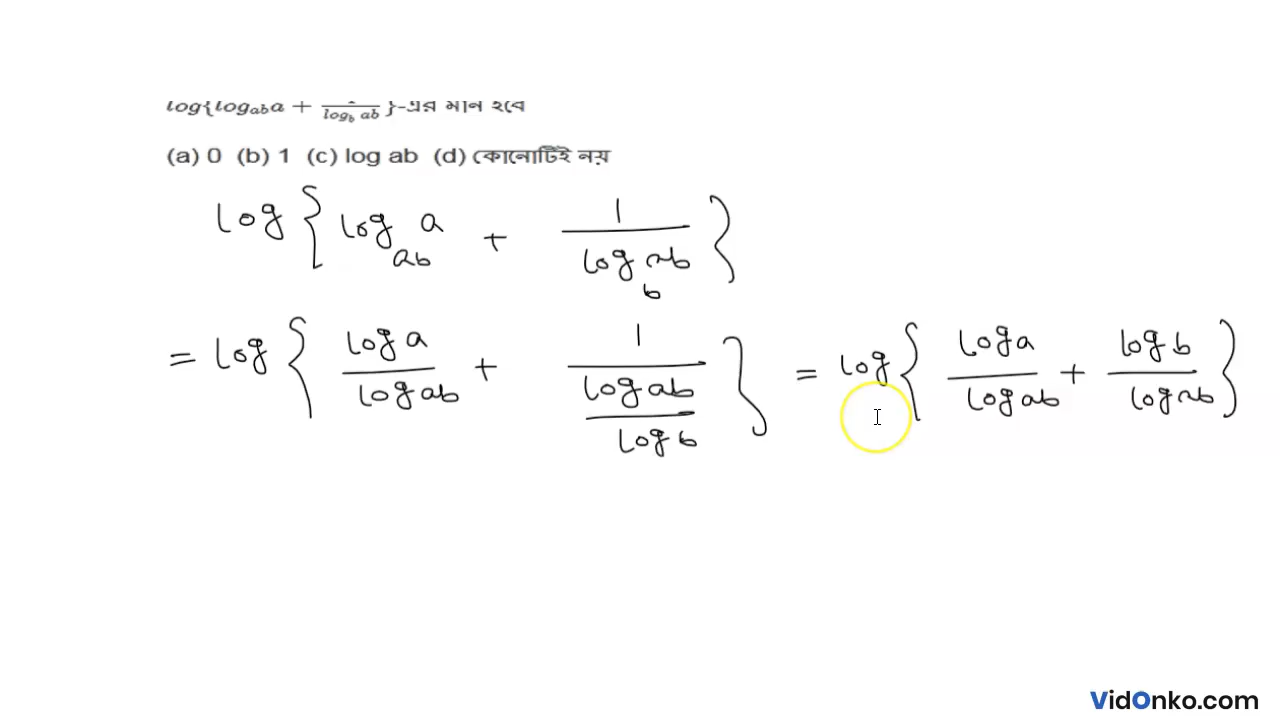 log{log_ab a + 1/log_b ab}-এর মান হবে
(a) 0 (b) 1 (c) log ab (d) কোনোটিই নয়
log { log_ab a + 1/log_b ab }
= log { log a/log ab + 1/(log ab/log b) } = log { log a/log ab + log b/log ab }
VidOnko.com